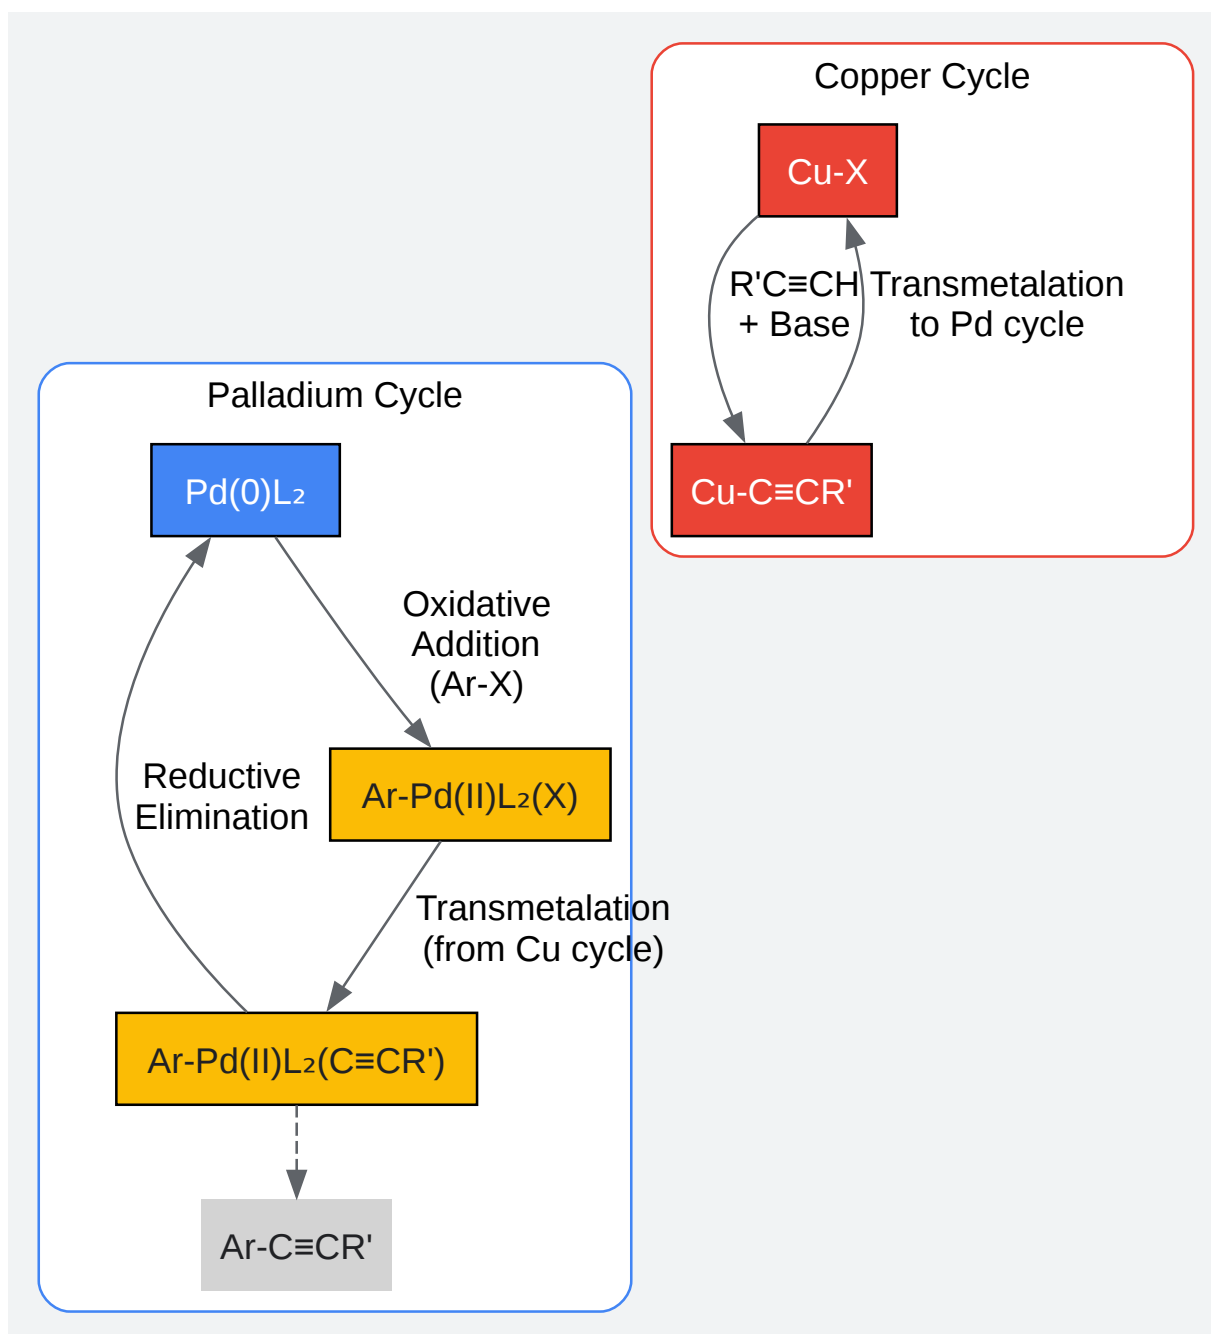 Copper Cycle
Cu-X
R'C≡CH
+ Base
Transmetalation
to Pd cycle
Cu-C≡CR'
Palladium Cycle
Pd(0)L₂
Oxidative
Addition
(Ar-X)
Ar-Pd(II)L₂(X)
Reductive
Elimination
Transmetalation
(from Cu cycle)
Ar-Pd(II)L₂(C≡CR')
Ar-C≡CR'